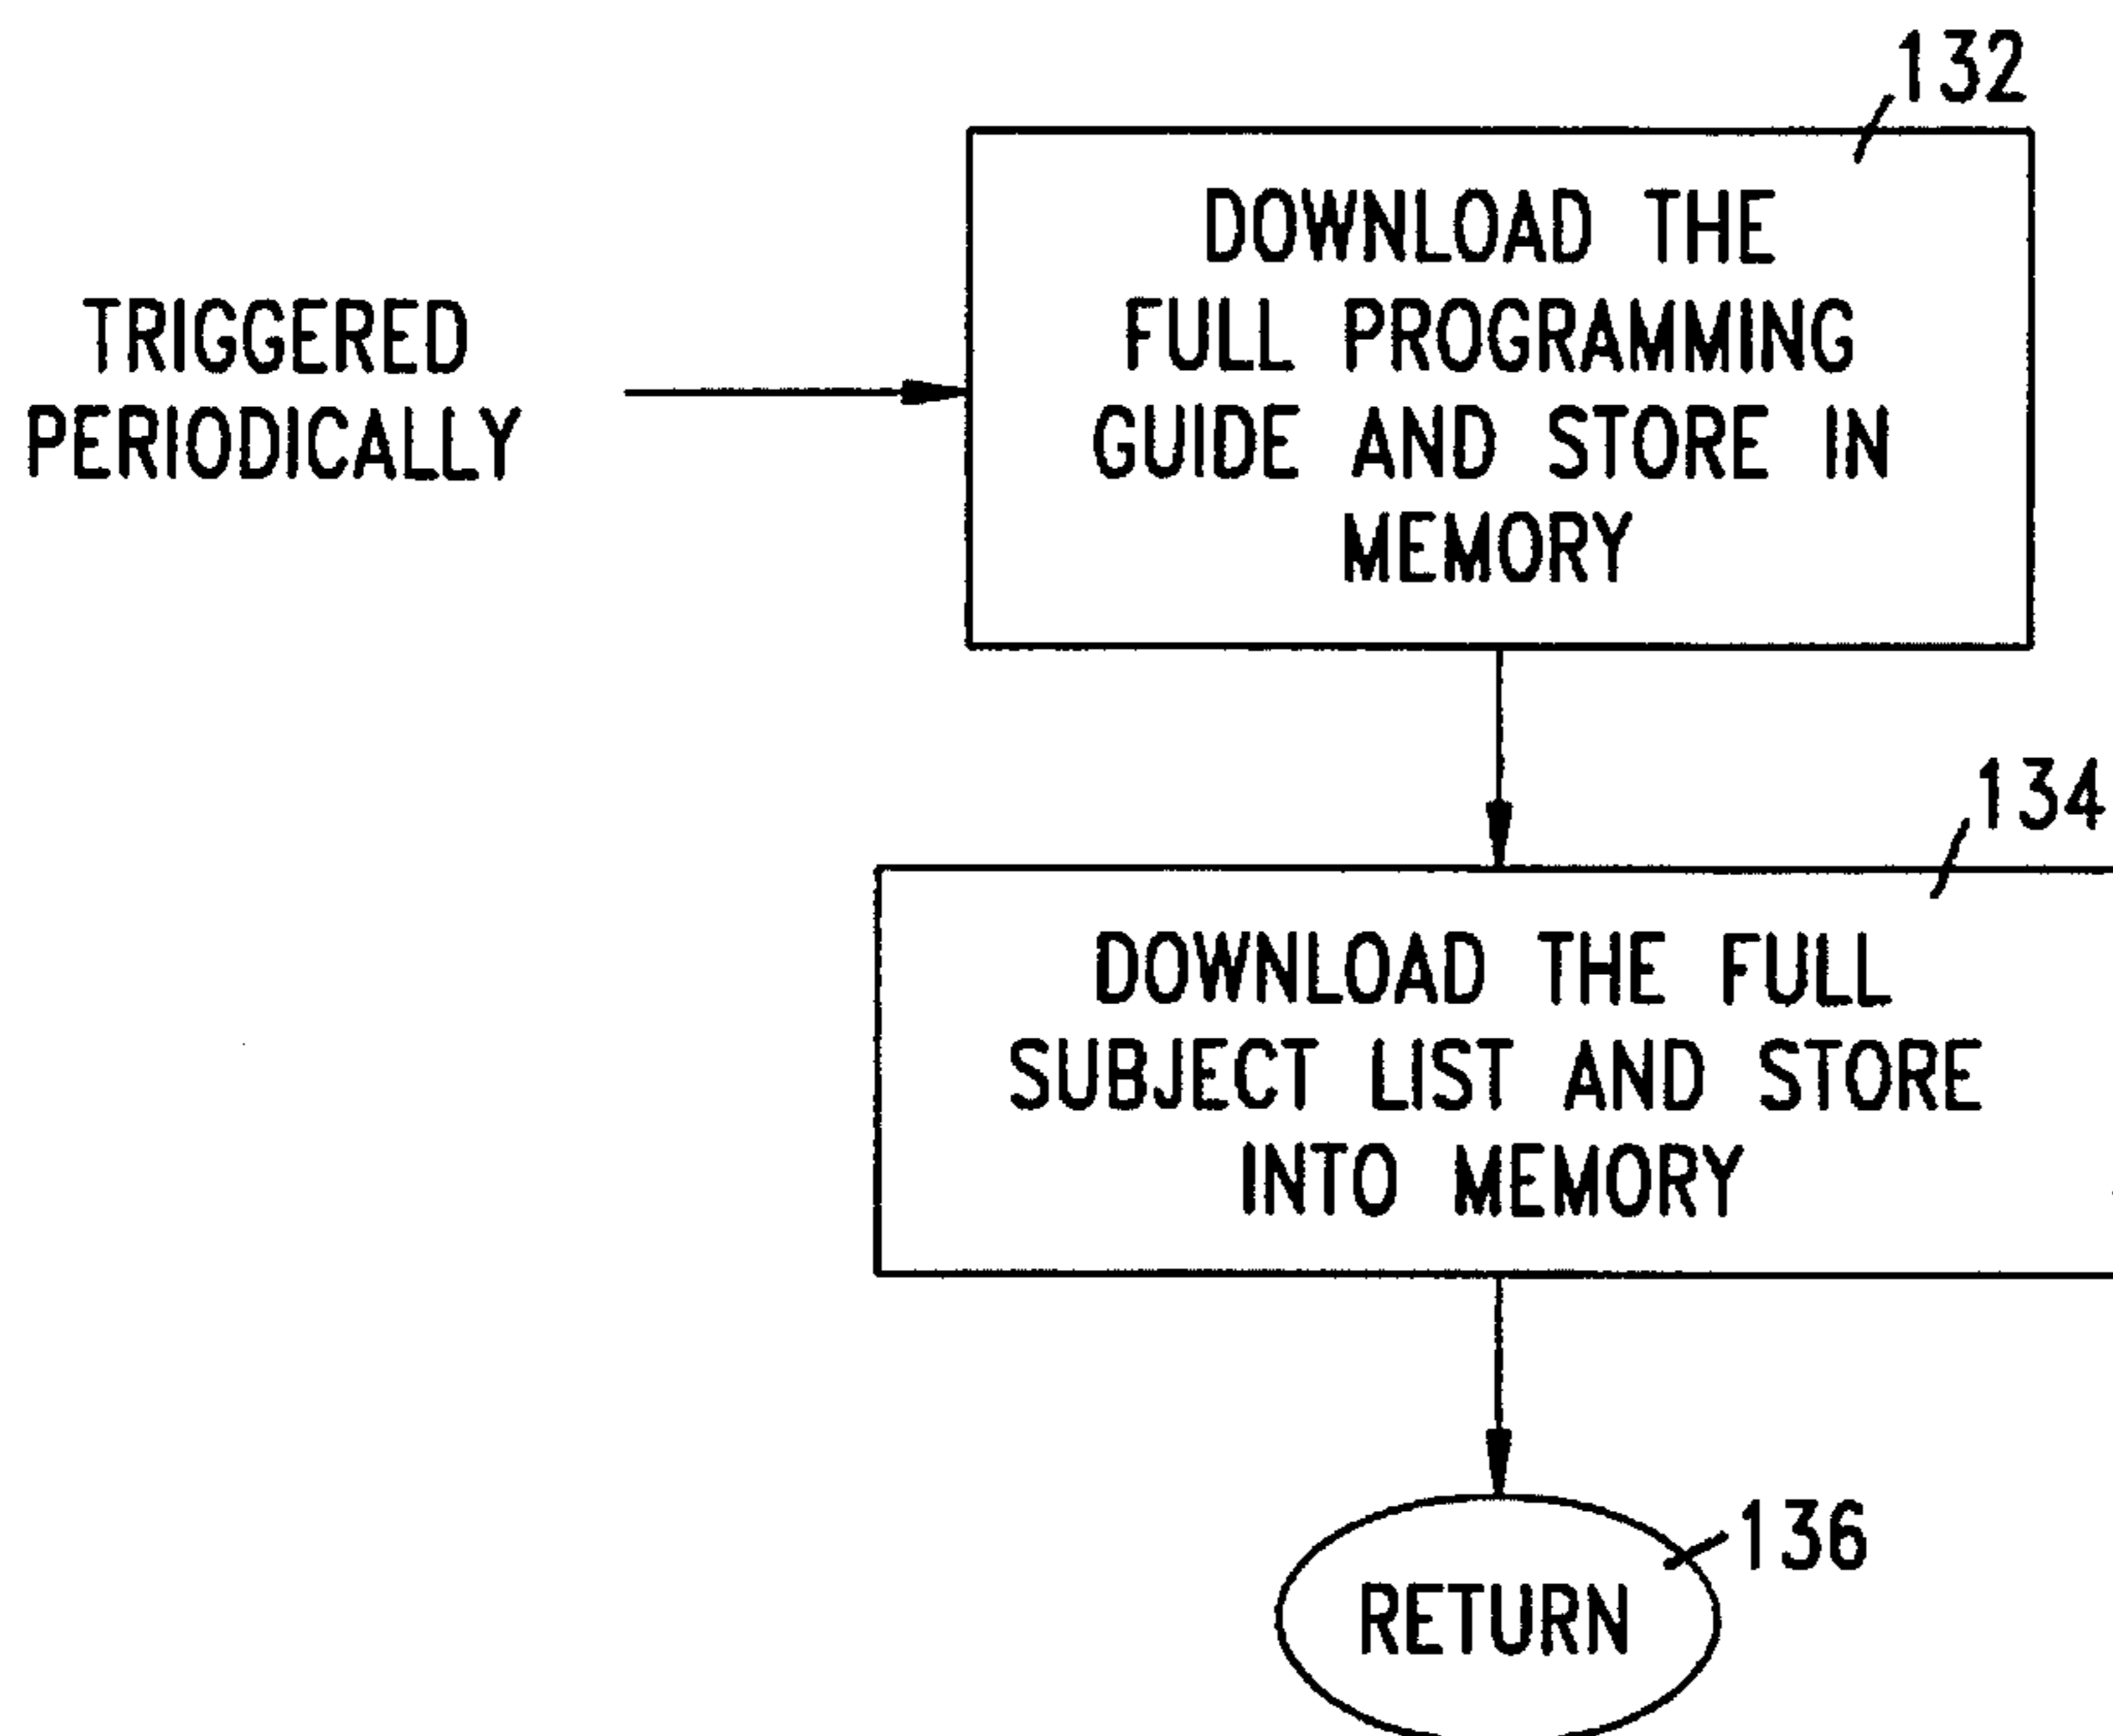 132
DOWNLOAD THE
FULL PROGRAMMING
GUIDE AND STORE IN
MEMORY
TRIGGERED
PERIODICALLY
134
DOWNLOAD THE FULL
SUBJECT LIST AND STORE
INTO MEMORY
136
RETURN